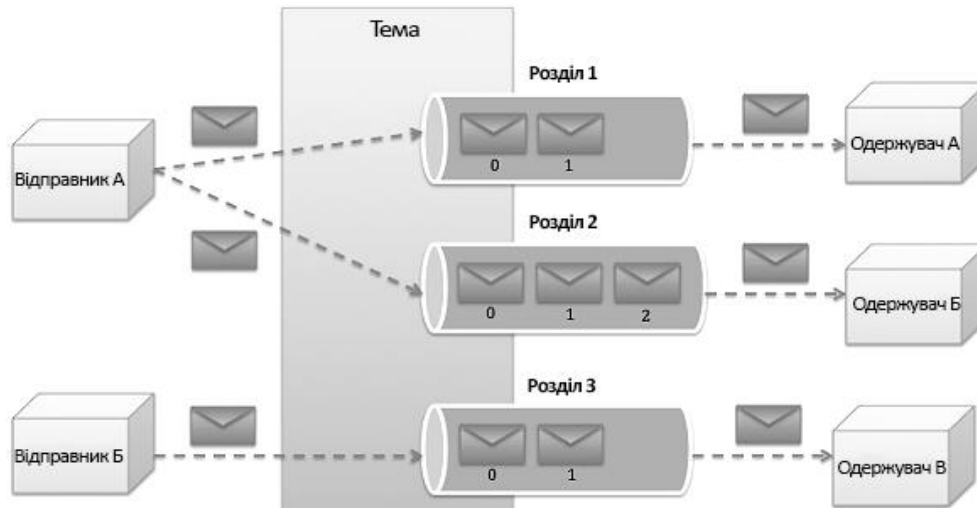 Тема
Розділ 1
Відправник А
0 1
Одержувач А
Розділ 2
0 1 2
Одержувач Б
Розділ 3
Відправник Б
0 1
Одержувач В